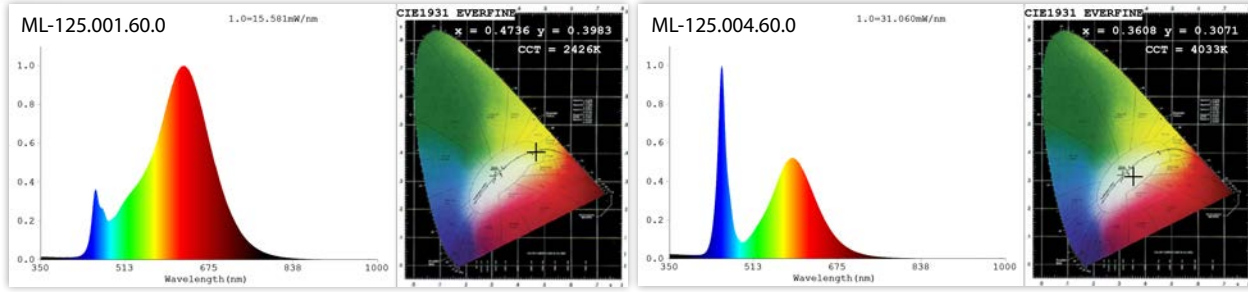 ML-125.001.60.0
1.0=15.581mW/nm
1.0
0.8
0.6
0.4
0.2
0.0
350 513 675 838 1000
Wavelength(nm)
CIE1931 EVERFINE
x = 0.4736 y = 0.3983
CCT = 2426K
ML-125.004.60.0
1.0=31.060mW/nm
1.0
0.8
0.6
0.4
0.2
0.0
350 513 675 838 1000
Wavelength(nm)
CIE1931 EVERFINE
x = 0.3608 y = 0.3071
CCT = 4033K